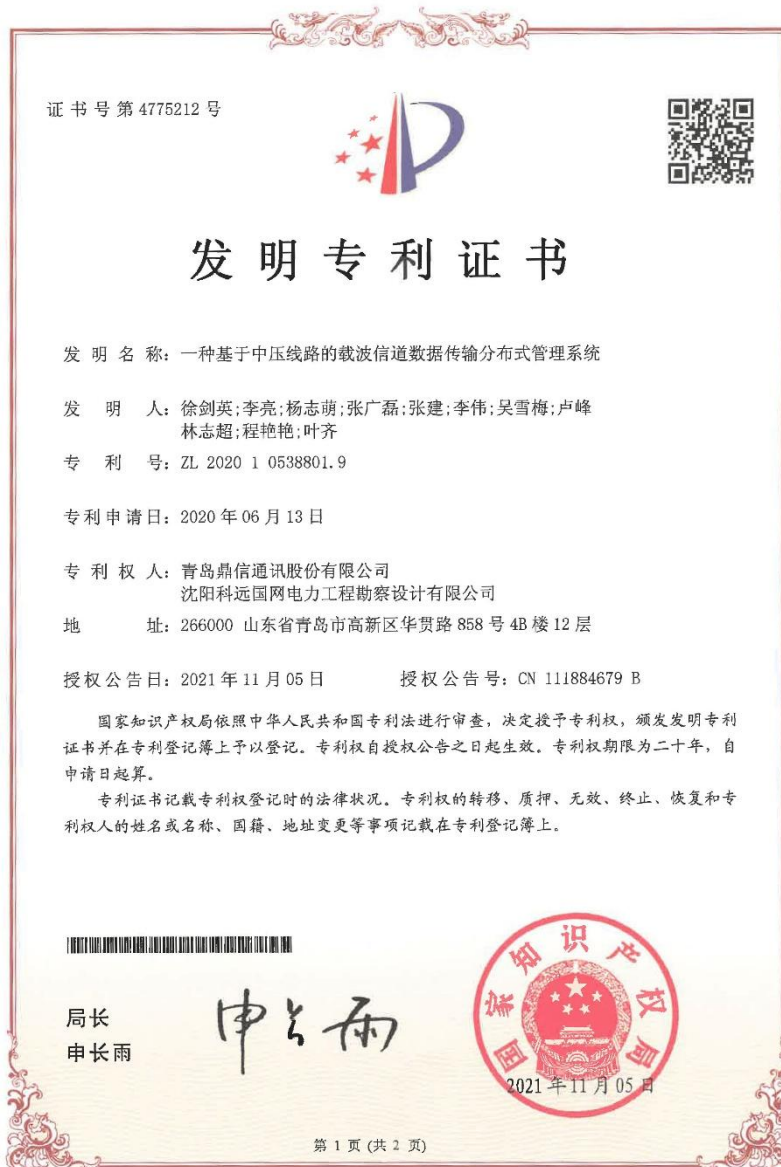 证书号第4775212号
发明专利证书
发明名称：一种基于中压线路的载波信道数据传输分布式管理系统
发明人：徐剑英;李亮;杨志萌;张广磊;张建;李伟;吴雪梅;卢峰
林志超;程艳艳;叶齐
专利号：ZL 2020 1 0538801.9
专利申请日：2020年06月13日
专利权人：青岛鼎信通讯股份有限公司
沈阳科远国网电力工程勘察设计有限公司
地址：266000 山东省青岛市高新区华贯路858号4B楼12层
授权公告日：2021年11月05日 授权公告号：CN 111884679 B
国家知识产权局依照中华人民共和国专利法进行审查，决定授予专利权，颁发发明专利
证书并在专利登记簿上予以登记。专利权自授权公告之日起生效。专利权期限为二十年，自
申请日起算。
专利证书记载专利权登记时的法律状况。专利权的转移、质押、无效、终止、恢复和专
利权人的姓名或名称、国籍、地址变更等事项记载在专利登记簿上。
局长
申长雨
申长雨
国家知识产权局
2021年11月05日
第1页(共2页)